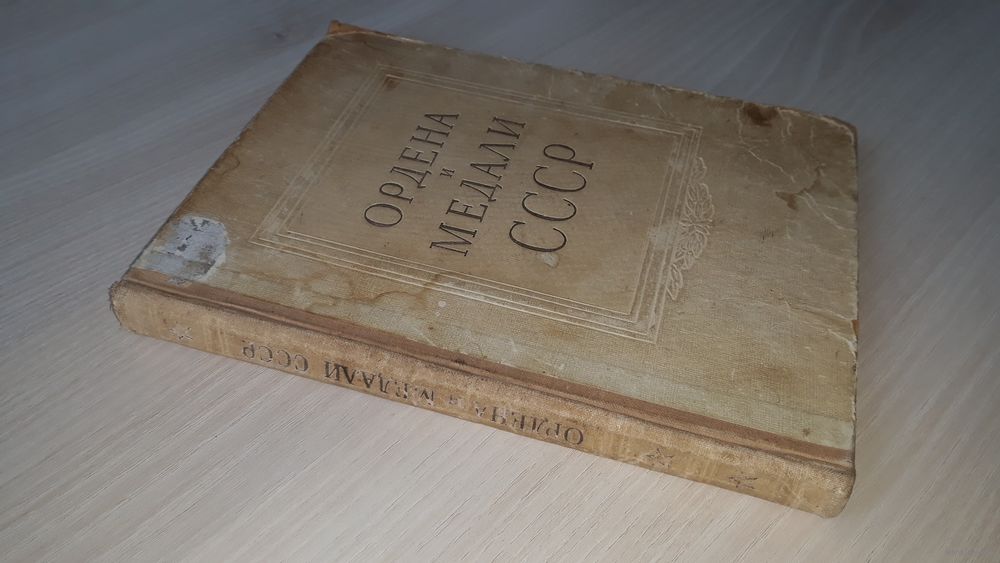 ОРДЕНА
И
МЕДАЛИ
СССР
ОРДЕНА и МЕДАЛИ СССР